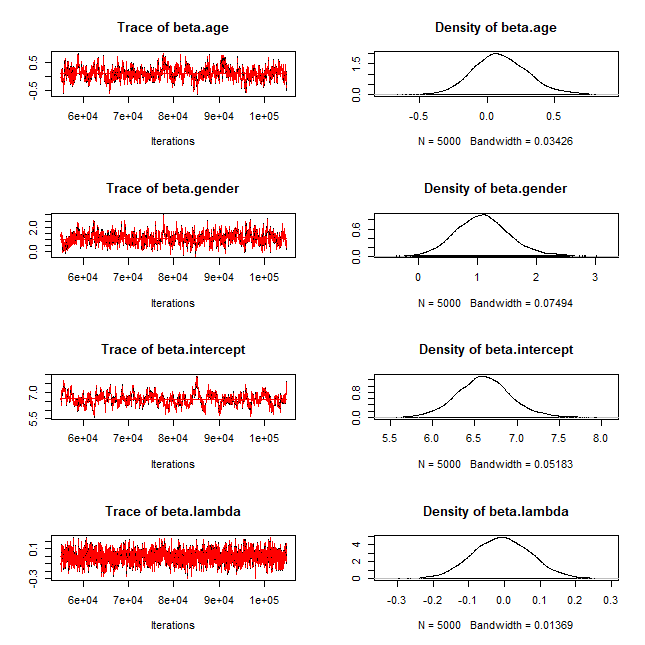 Trace of beta.age
0.5
-0.5
6e+04 7e+04 8e+04 9e+04 1e+05
Iterations
Density of beta.age
1.5
0.0
-0.5 0.0 0.5
N = 5000 Bandwidth = 0.03426
Trace of beta.gender
2.0
0.0
6e+04 7e+04 8e+04 9e+04 1e+05
Iterations
Density of beta.gender
0.6
0.0
0 1 2 3
N = 5000 Bandwidth = 0.07494
Trace of beta.intercept
7.0
5.5
6e+04 7e+04 8e+04 9e+04 1e+05
Iterations
Density of beta.intercept
0.8
0.0
5.5 6.0 6.5 7.0 7.5 8.0
N = 5000 Bandwidth = 0.05183
Trace of beta.lambda
0.1
-0.3
6e+04 7e+04 8e+04 9e+04 1e+05
Iterations
Density of beta.lambda
4
2
0
-0.3 -0.2 -0.1 0.0 0.1 0.2 0.3
N = 5000 Bandwidth = 0.01369